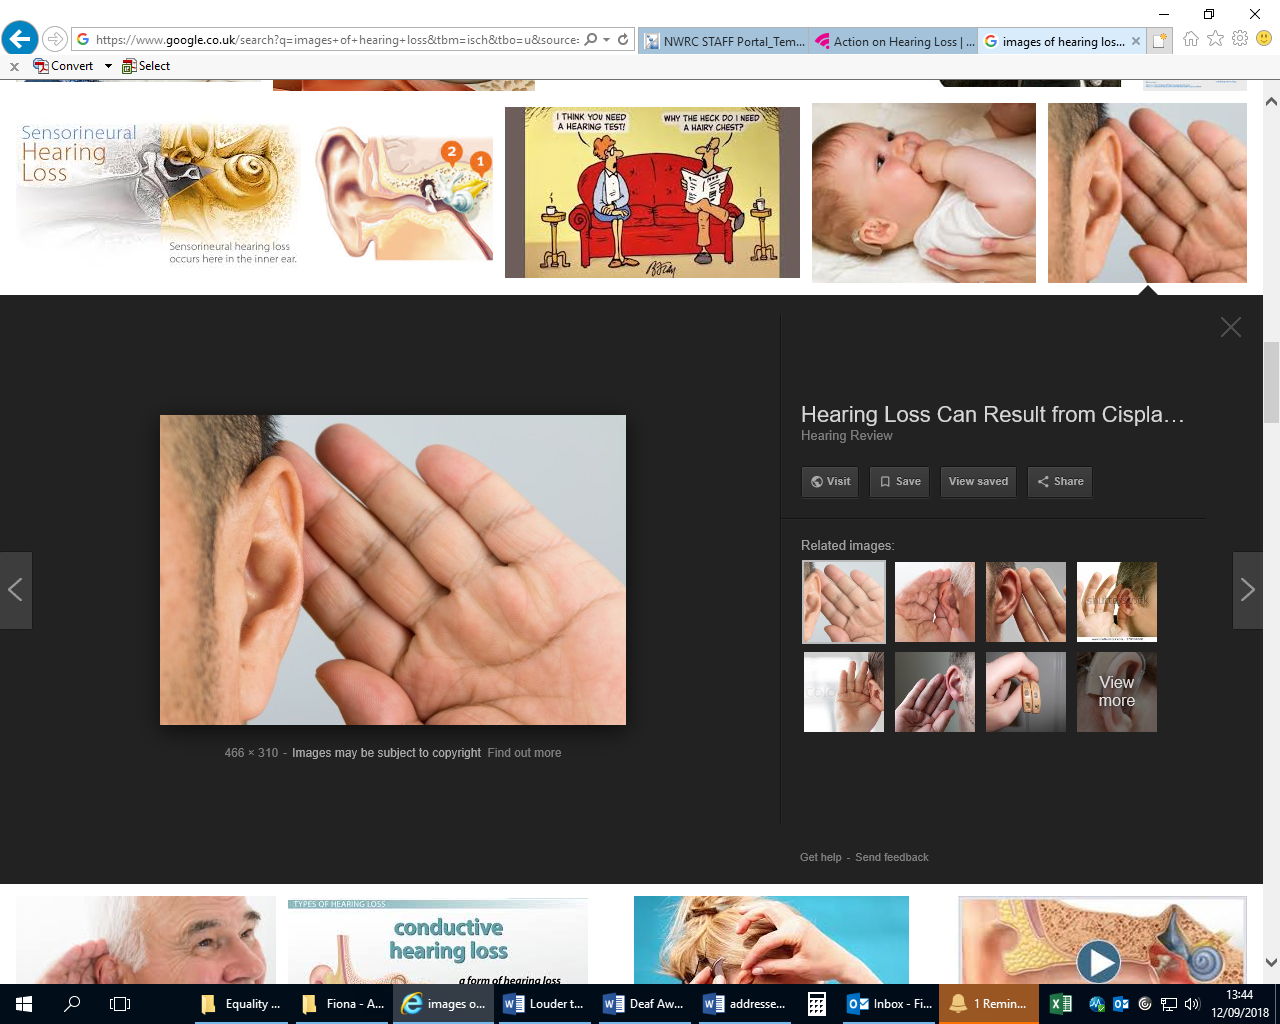 https://www.google.co.uk/search?q=images+of+hearing+loss&tbm=isch&tbo=u&source=
NWRC STAFF Portal_Tem...
Action on Hearing Loss | ...
images of hearing los...
x Convert
Select
Sensorineural
Hearing
Loss
Sensorineural hearing loss
occurs here in the inner ear.
2
1
I THINK YOU NEED
A HEARING TEST!
WHY THE HECK DO I NEED
A HAIRY CHEST?
Hearing Loss Can Result from Cispla...
Hearing Review
Visit
Save
View saved
Share
Related images:
View
more
466 × 310 - Images may be subject to copyright Find out more
Get help - Send feedback
TYPES OF HEARING LOSS
conductive
hearing loss
a form of hearing loss
Equality ...
Fiona - A...
images o...
Louder t...
Deaf Aw...
addresse...
Inbox - Fi...
1 Remin...
13:44
12/09/2018